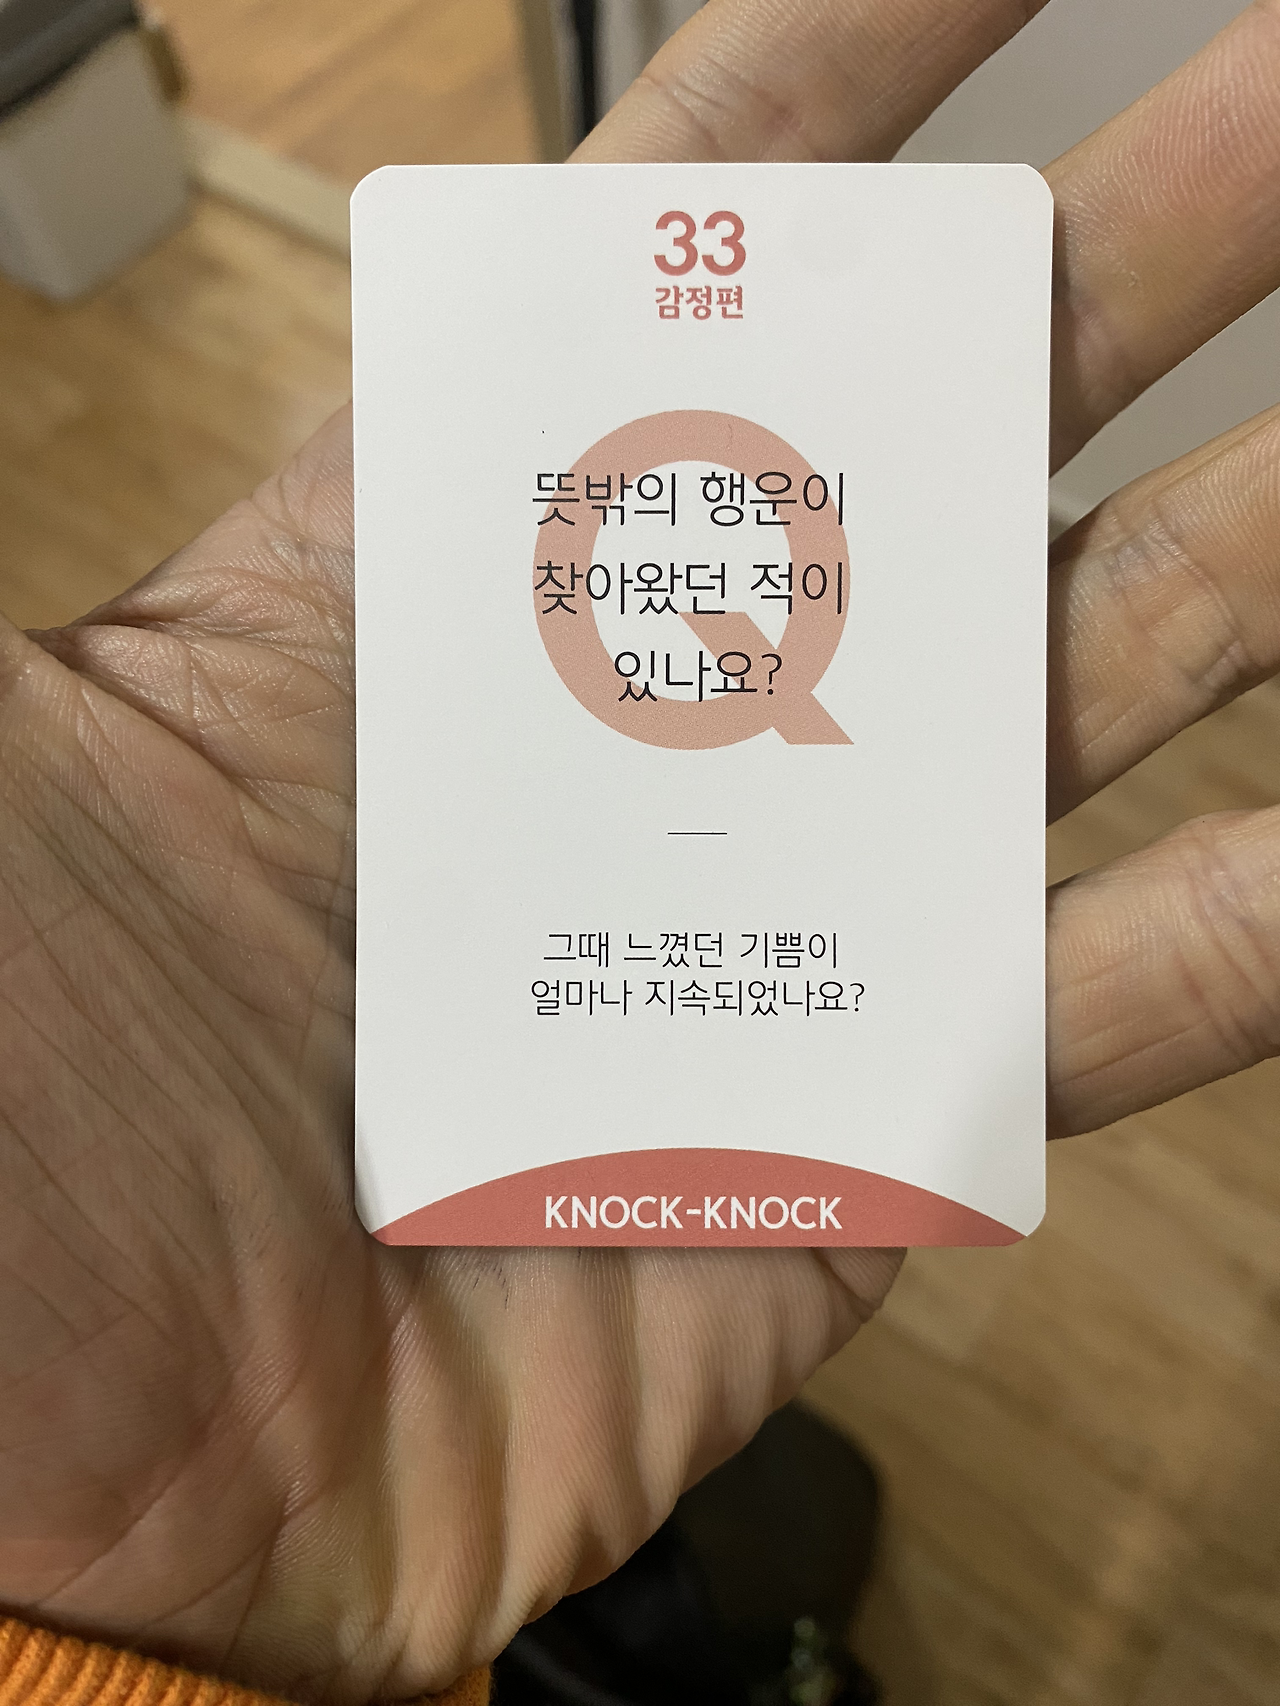 33
감정편
뜻밖의 행운이
찾아왔던 적이
있나요?
그때 느꼈던 기쁨이
얼마나 지속되었나요?
KNOCK-KNOCK